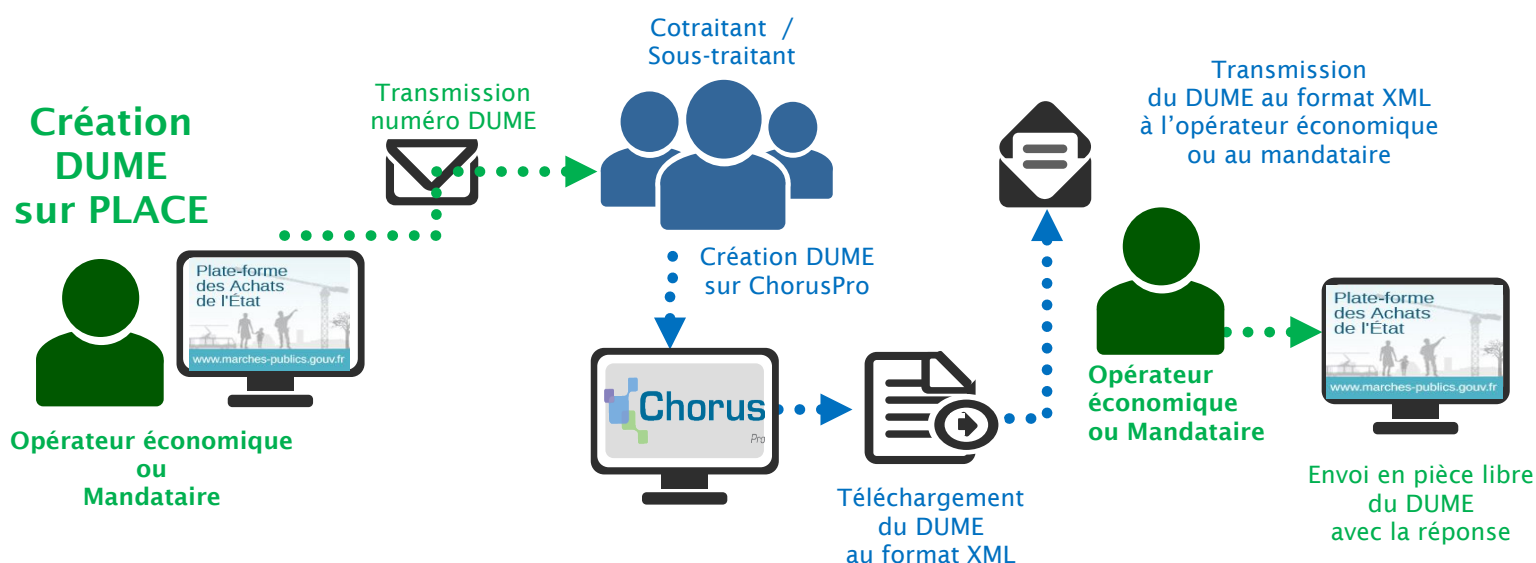 Création
DUME
sur PLACE
Plate-forme
des Achats
de l'État
www.marches-publics.gouv.fr
Opérateur économique
ou
Mandataire
Transmission
numéro DUME
Cotraitant /
Sous-traitant
Création DUME
sur ChorusPro
Chorus
Pro
Téléchargement
du DUME
au format XML
Transmission
du DUME au format XML
à l'opérateur économique
ou au mandataire
Opérateur
économique
ou Mandataire
Plate-forme
des Achats
de l'État
www.marches-publics.gouv.fr
Envoi en pièce libre
du DUME
avec la réponse